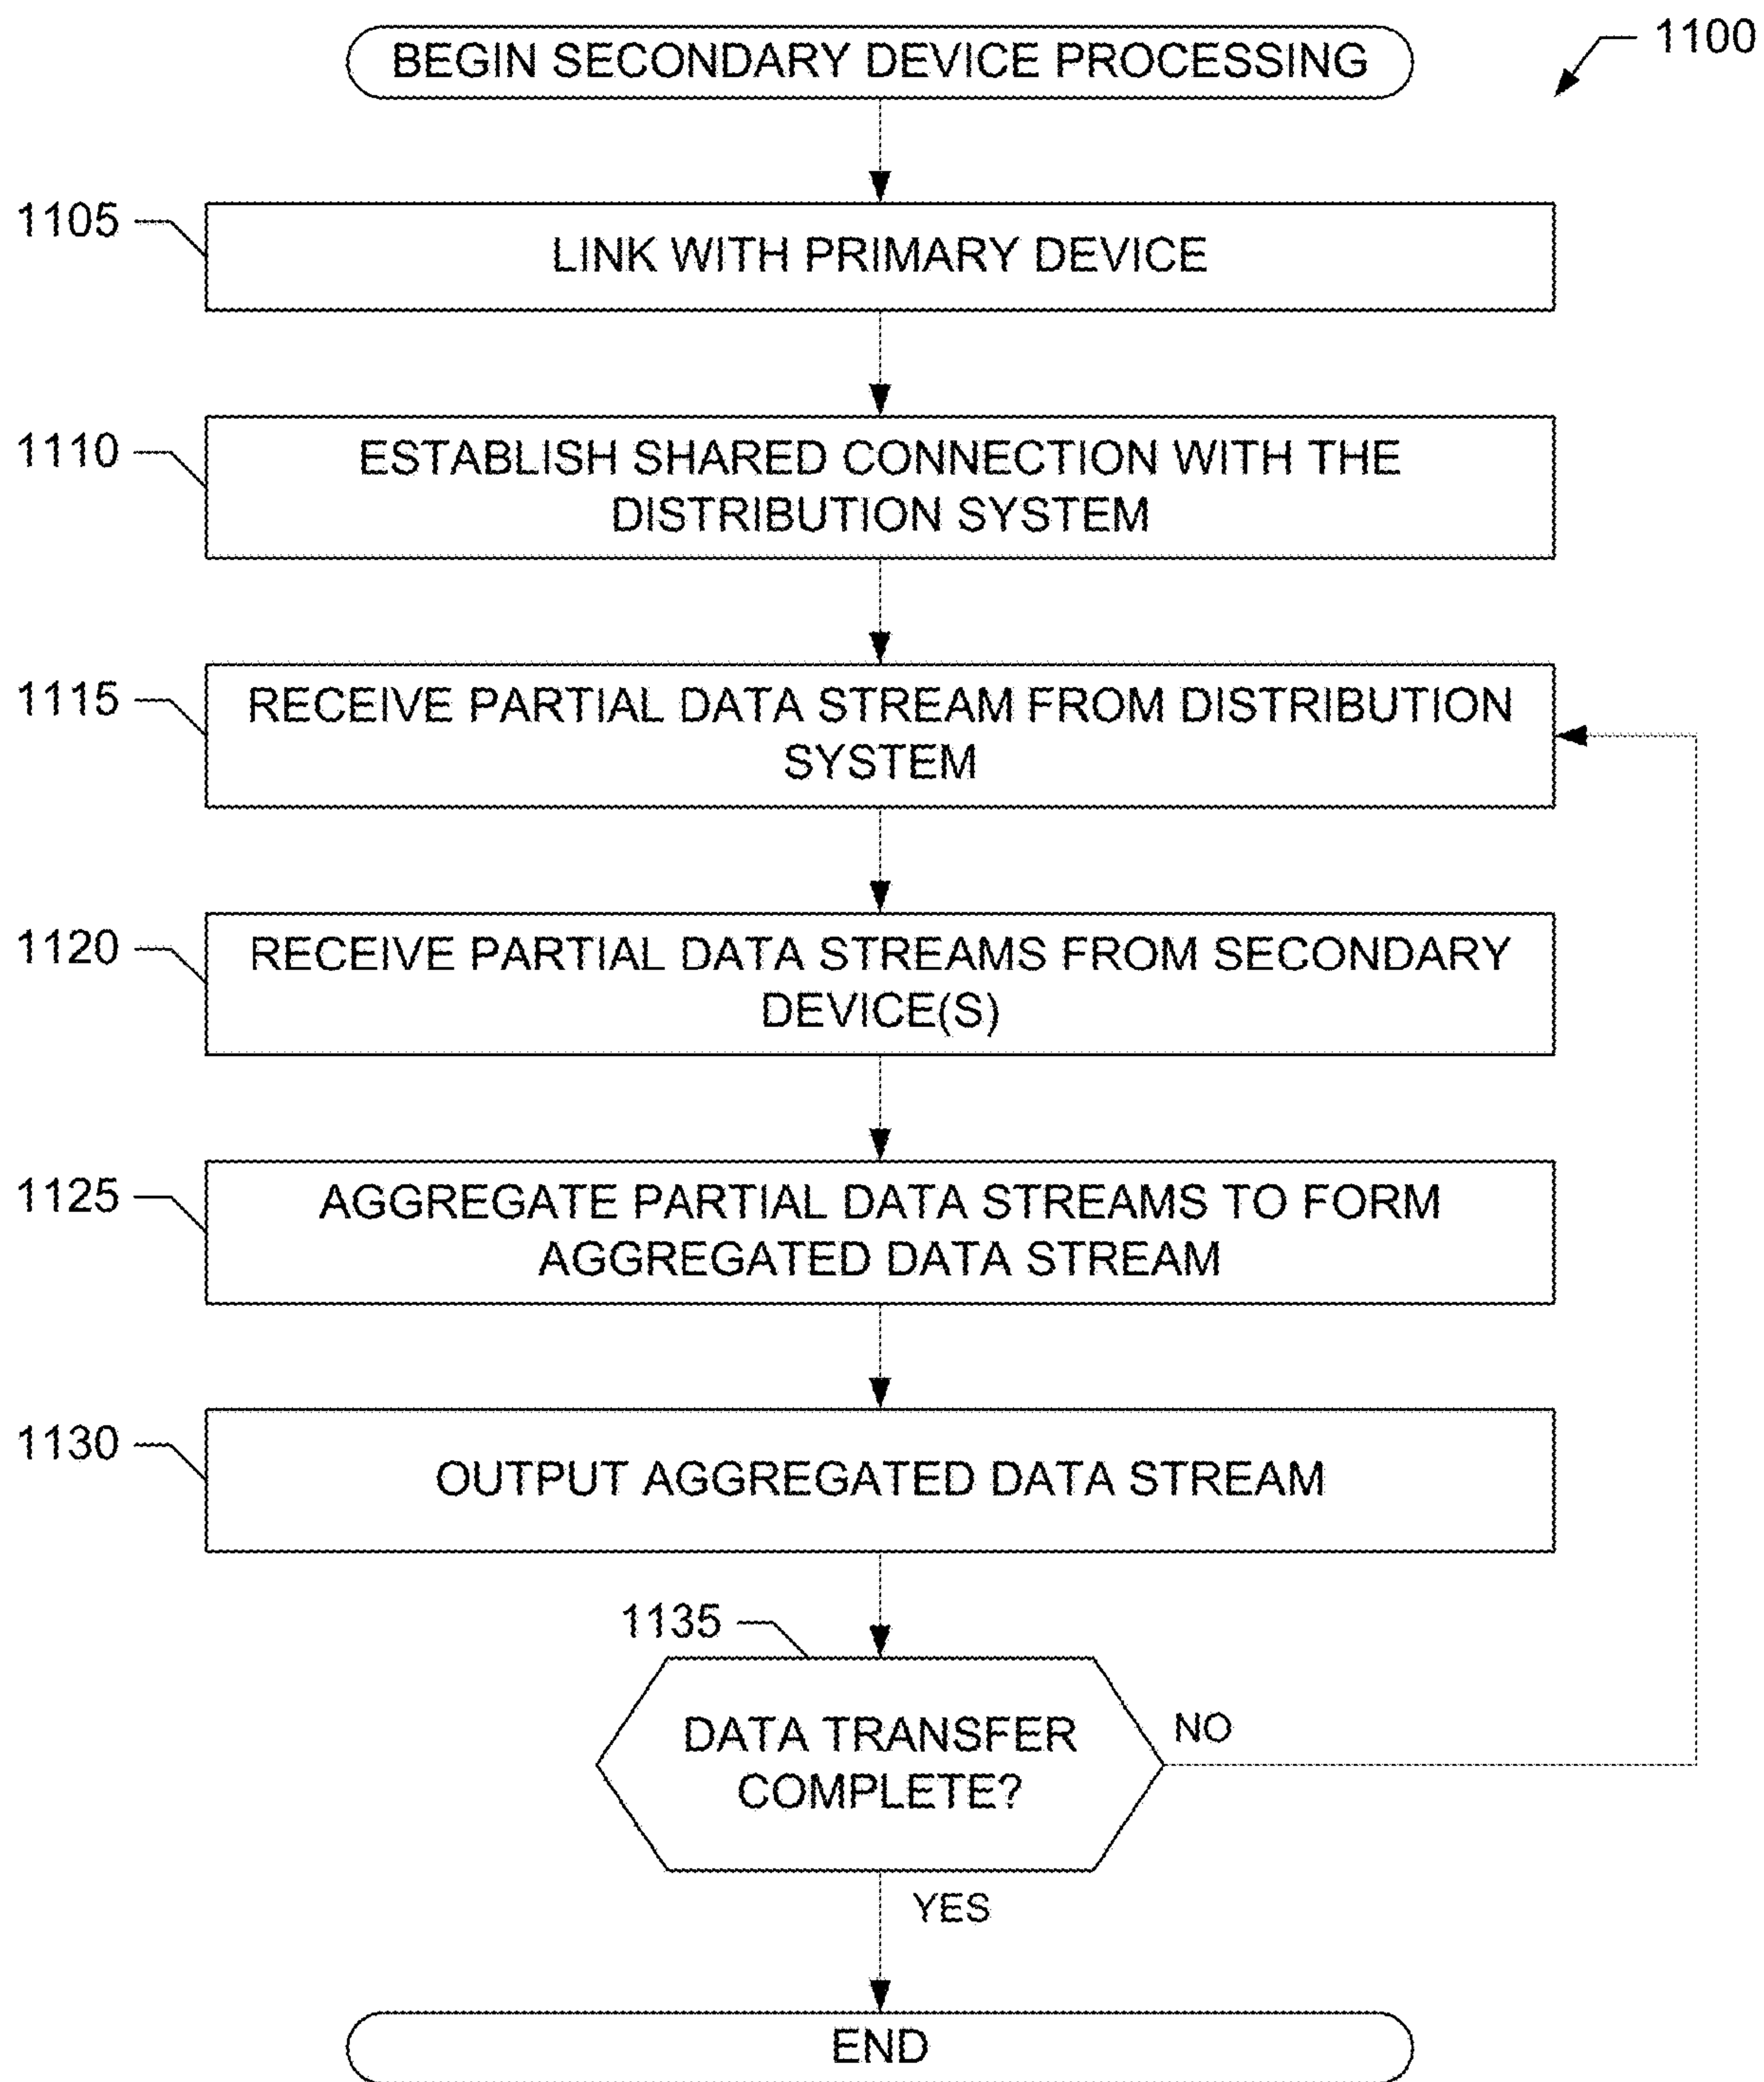 BEGIN SECONDARY DEVICE PROCESSING
1100
1105
LINK WITH PRIMARY DEVICE
1110
ESTABLISH SHARED CONNECTION WITH THE
DISTRIBUTION SYSTEM
1115
RECEIVE PARTIAL DATA STREAM FROM DISTRIBUTION
SYSTEM
1120
RECEIVE PARTIAL DATA STREAMS FROM SECONDARY
DEVICE(S)
1125
AGGREGATE PARTIAL DATA STREAMS TO FORM
AGGREGATED DATA STREAM
1130
OUTPUT AGGREGATED DATA STREAM
1135
DATA TRANSFER
COMPLETE?
NO
YES
END